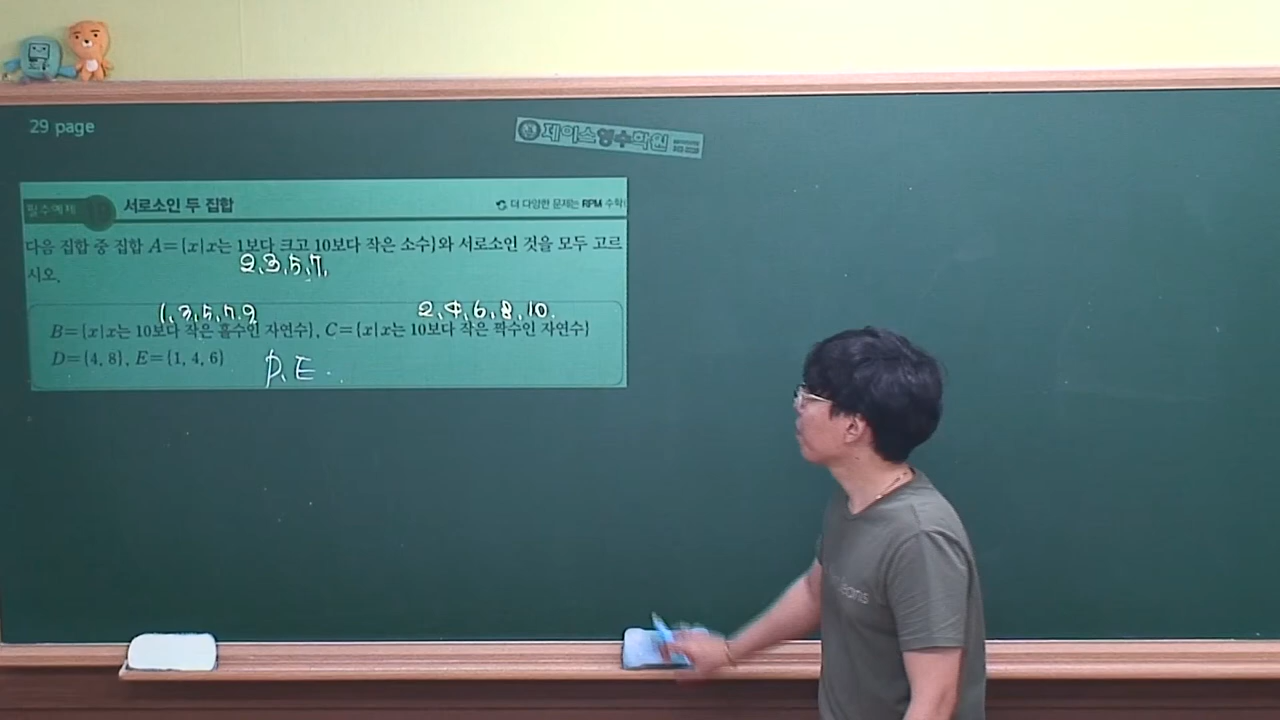 29 page
제이스영수학원
필수예제 서로소인 두 집합
더 다양한 문제는 RPM 수학
다음 집합 중 집합 A={x|x는 1보다 크고 10보다 작은 소수}와 서로소인 것을 모두 고르
2, 3, 5, 7,
시오.
1, 3, 5, 7. 9 2, 4, 6, 8, 10.
B={x|x는 10보다 작은 홀수인 자연수}, C={x|x는 10보다 작은 짝수인 자연수}
D={4, 8}, E={1, 4, 6}
D, E.